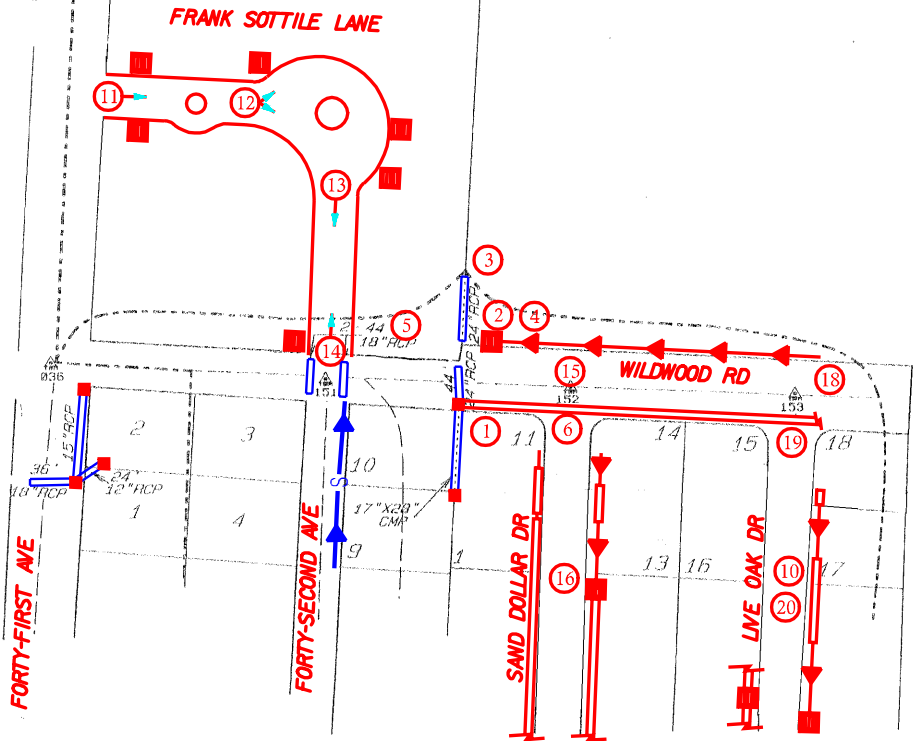 FRANK SOTTILE LANE
11
12
13
3
2
4
5
2- 44'
18"RCP
24"RCP
14
WILDWOOD RD
15
18
036
151
152
153
44'
24"RCP
1
6
19
11
14
15
18
15"RCP
2
3
10
36'
18"RCP
24'
12"RCP
17"X28"
CMP
1
4
S
9
1
13
16
17
16
10
20
FORTY-FIRST AVE
FORTY-SECOND AVE
SAND DOLLAR DR
LIVE OAK DR